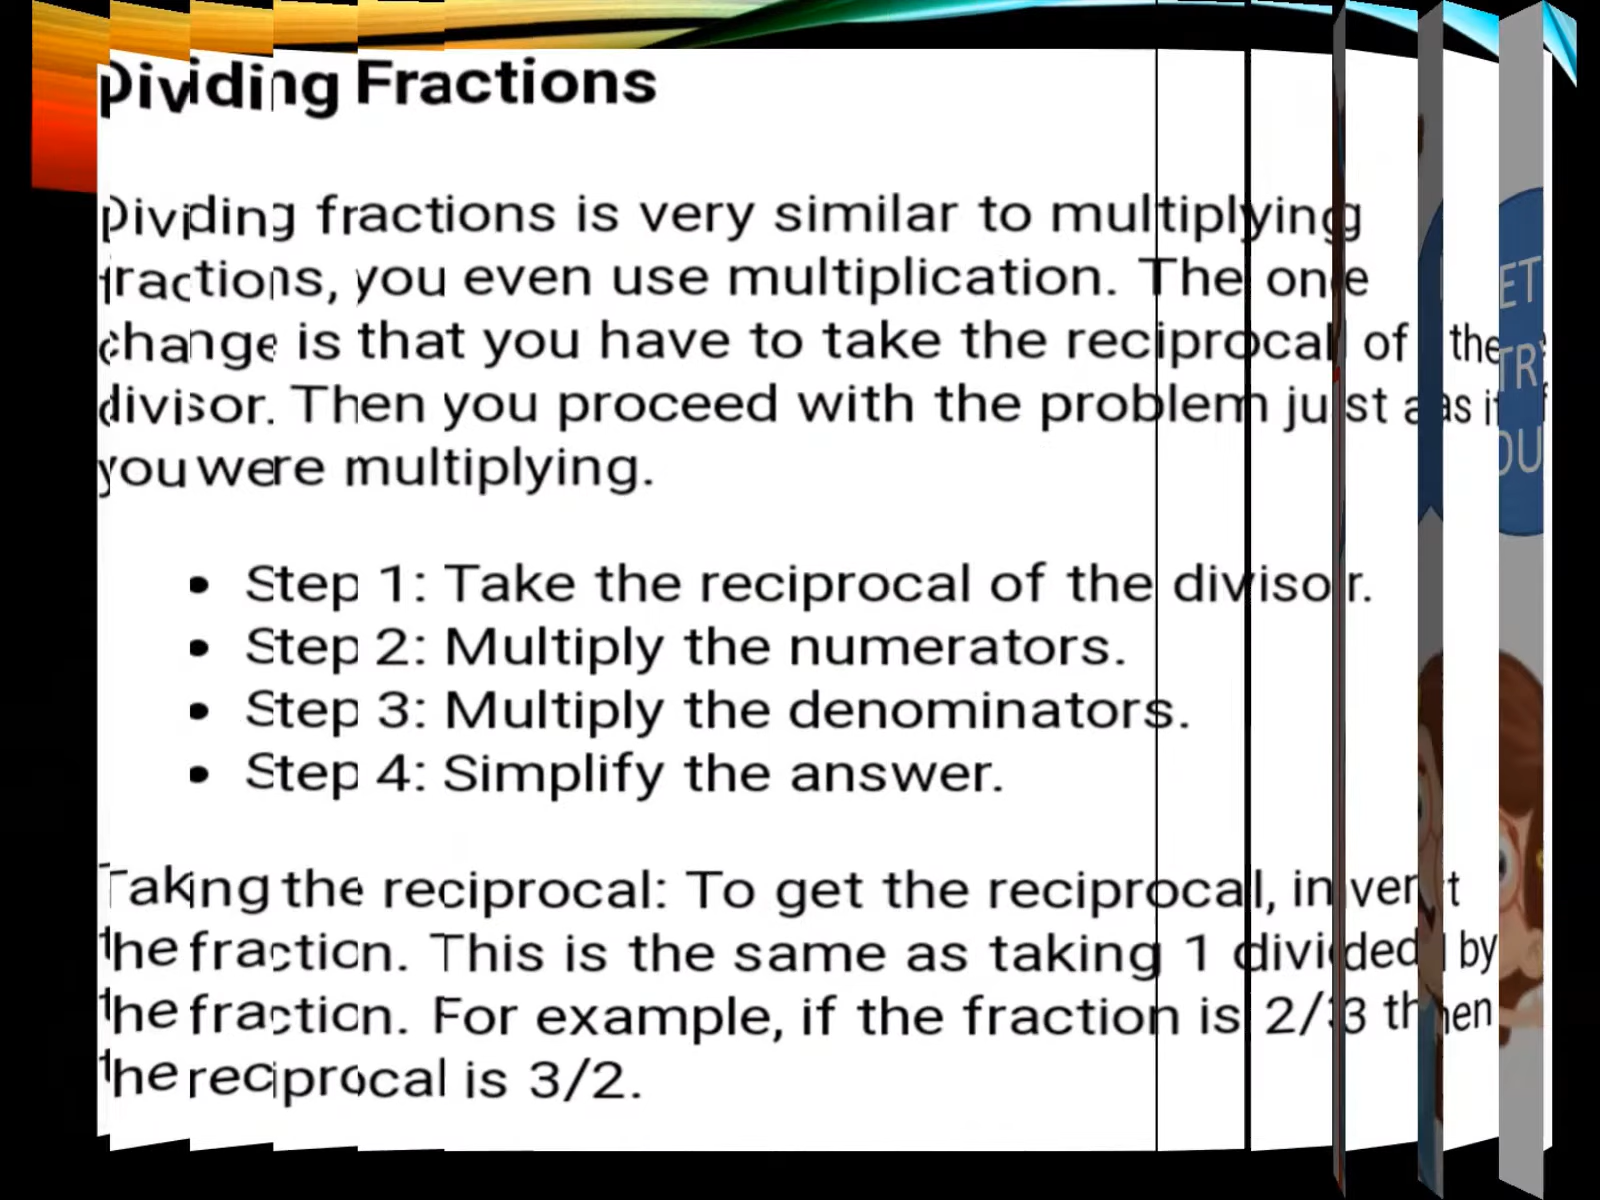 Dividing Fractions
Dividing fractions is very similar to multiplying
fractions, you even use multiplication. The one
change is that you have to take the reciprocal of the
divisor. Then you proceed with the problem just as if
you were multiplying.
• Step 1: Take the reciprocal of the divisor.
• Step 2: Multiply the numerators.
• Step 3: Multiply the denominators.
• Step 4: Simplify the answer.
Taking the reciprocal: To get the reciprocal, invert
the fraction. This is the same as taking 1 divided by
the fraction. For example, if the fraction is 2/3 then
the reciprocal is 3/2.